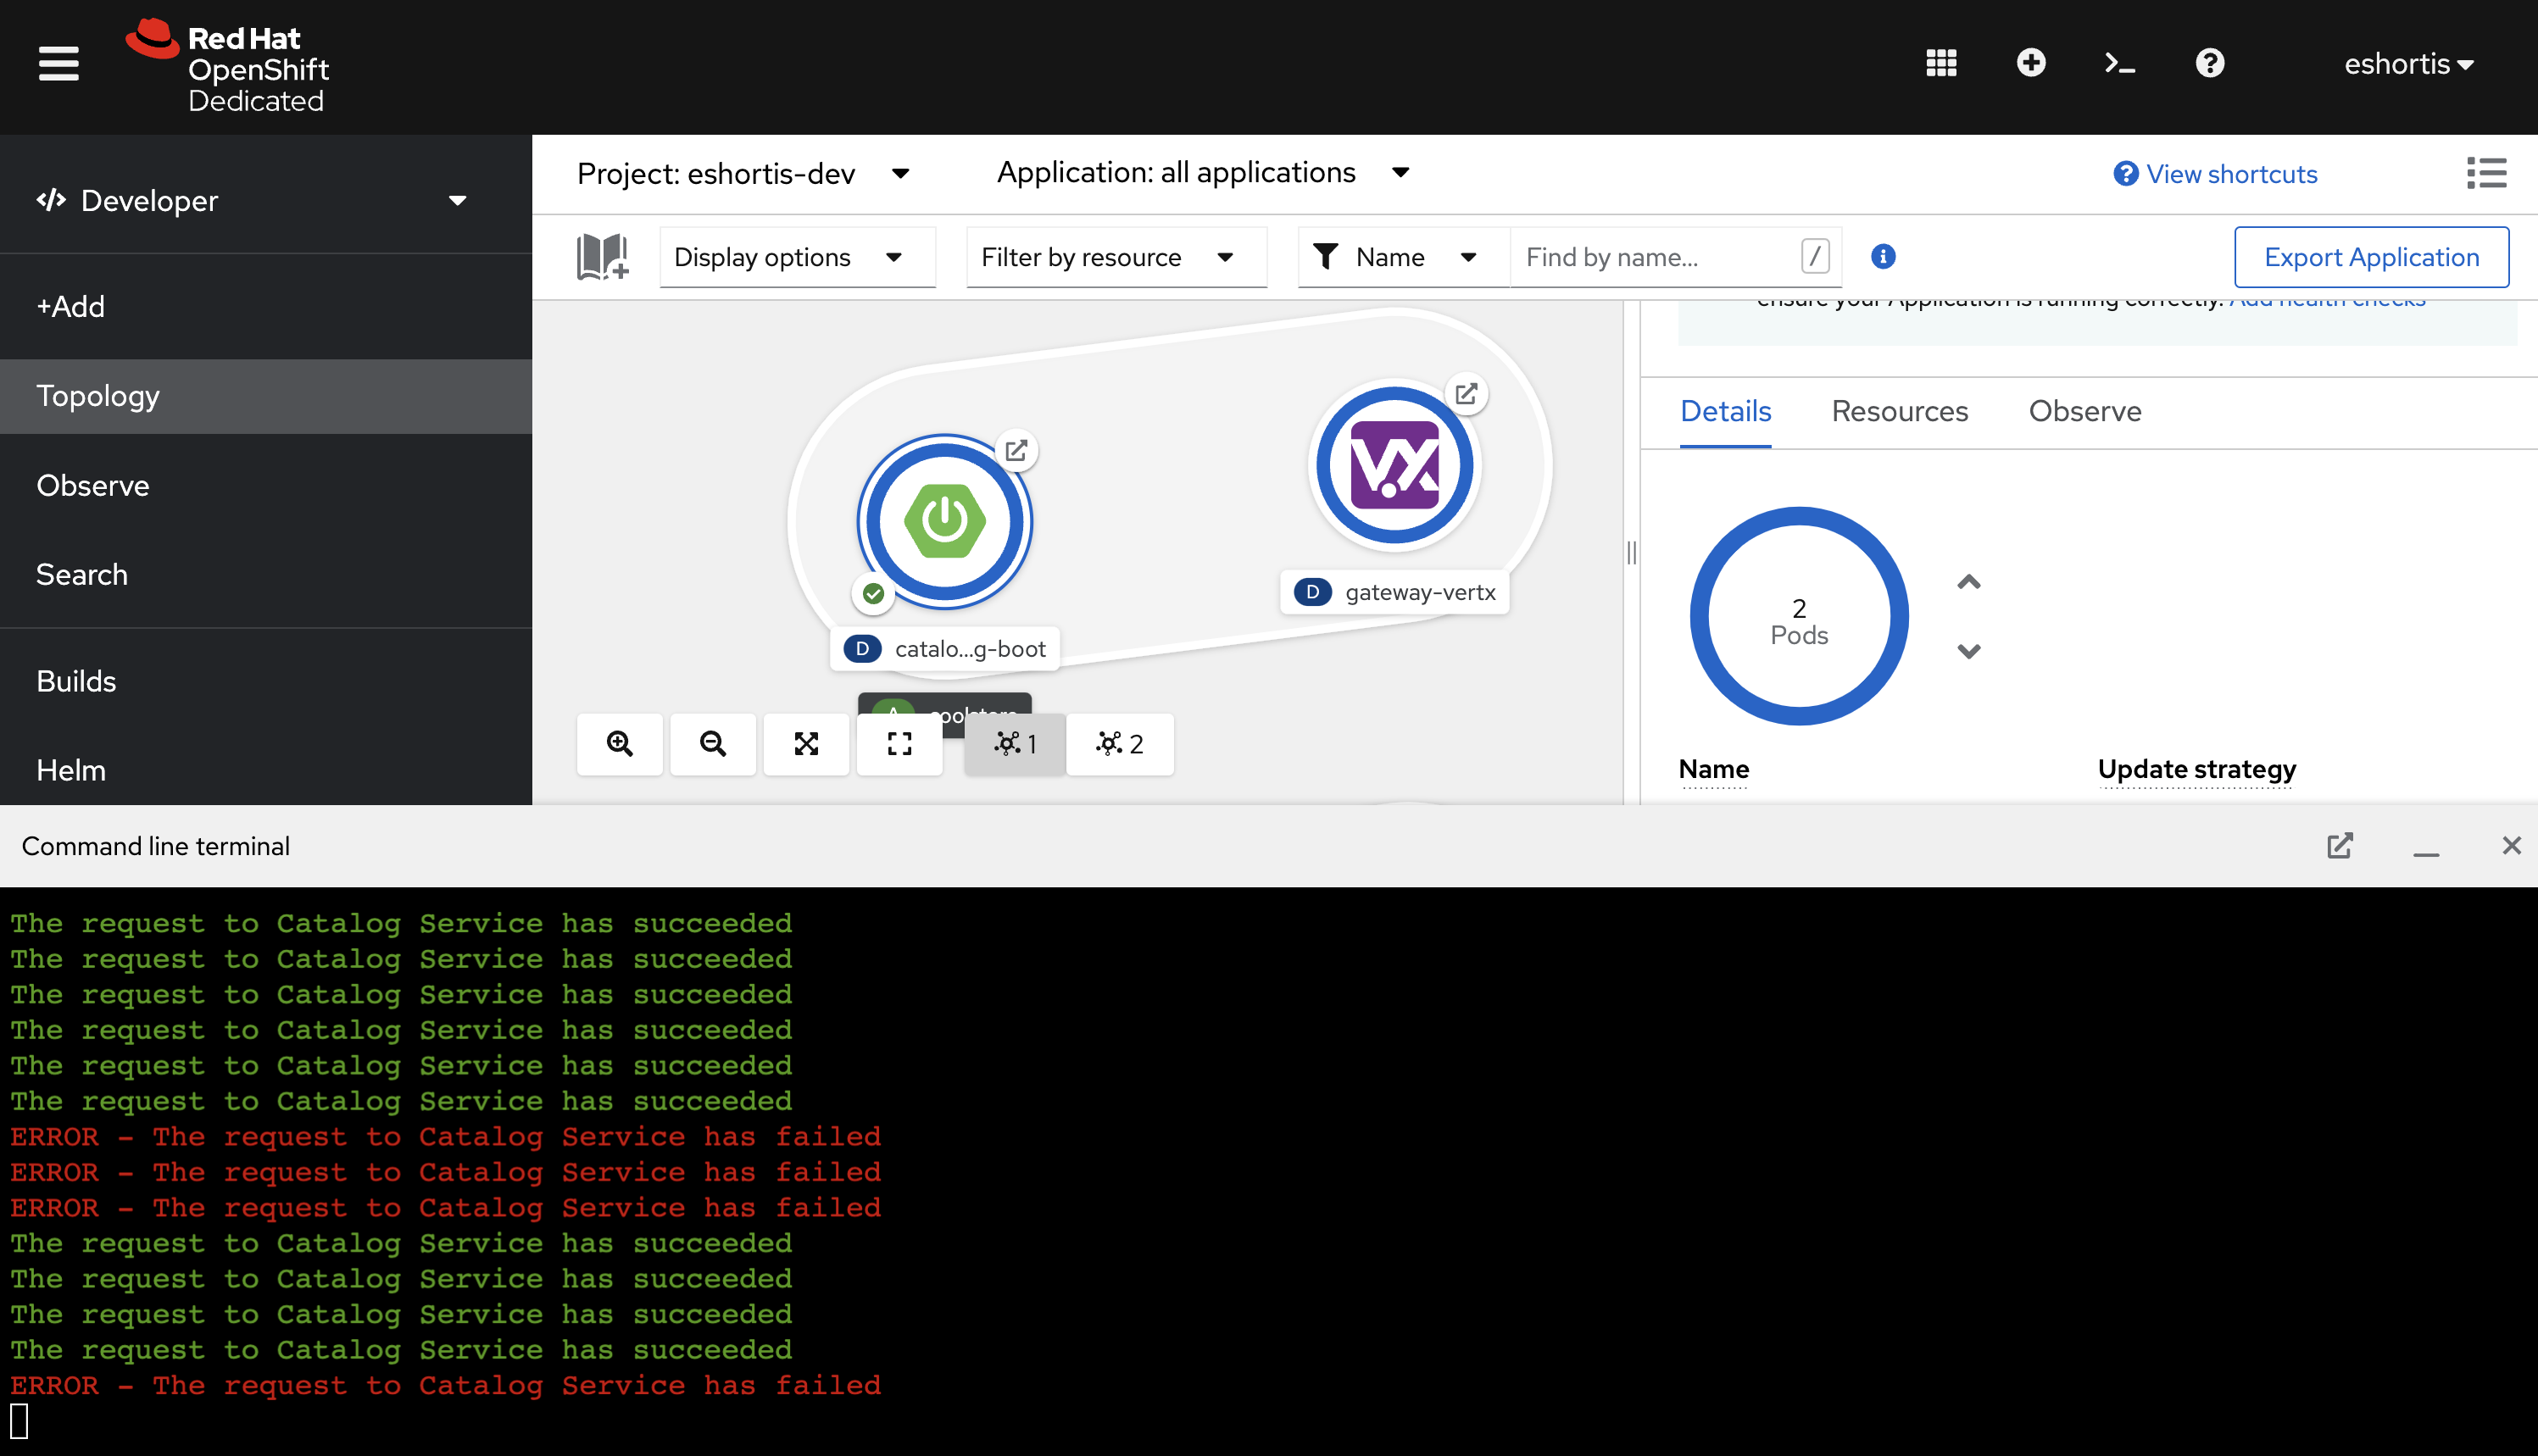 Red Hat
OpenShift
Dedicated
eshortis
Developer
+Add
Topology
Observe
Search
Builds
Helm
Project: eshortis-dev
Application: all applications
View shortcuts
Display options
Filter by resource
Name
Find by name...
/
Export Application
ensure your Application is running correctly. Add health checks
D catalo...g-boot
D gateway-vertx
A coolstore
1
2
Details
Resources
Observe
2
Pods
Name
Update strategy
Command line terminal
The request to Catalog Service has succeeded
The request to Catalog Service has succeeded
The request to Catalog Service has succeeded
The request to Catalog Service has succeeded
The request to Catalog Service has succeeded
The request to Catalog Service has succeeded
ERROR - The request to Catalog Service has failed
ERROR - The request to Catalog Service has failed
ERROR - The request to Catalog Service has failed
The request to Catalog Service has succeeded
The request to Catalog Service has succeeded
The request to Catalog Service has succeeded
The request to Catalog Service has succeeded
ERROR - The request to Catalog Service has failed